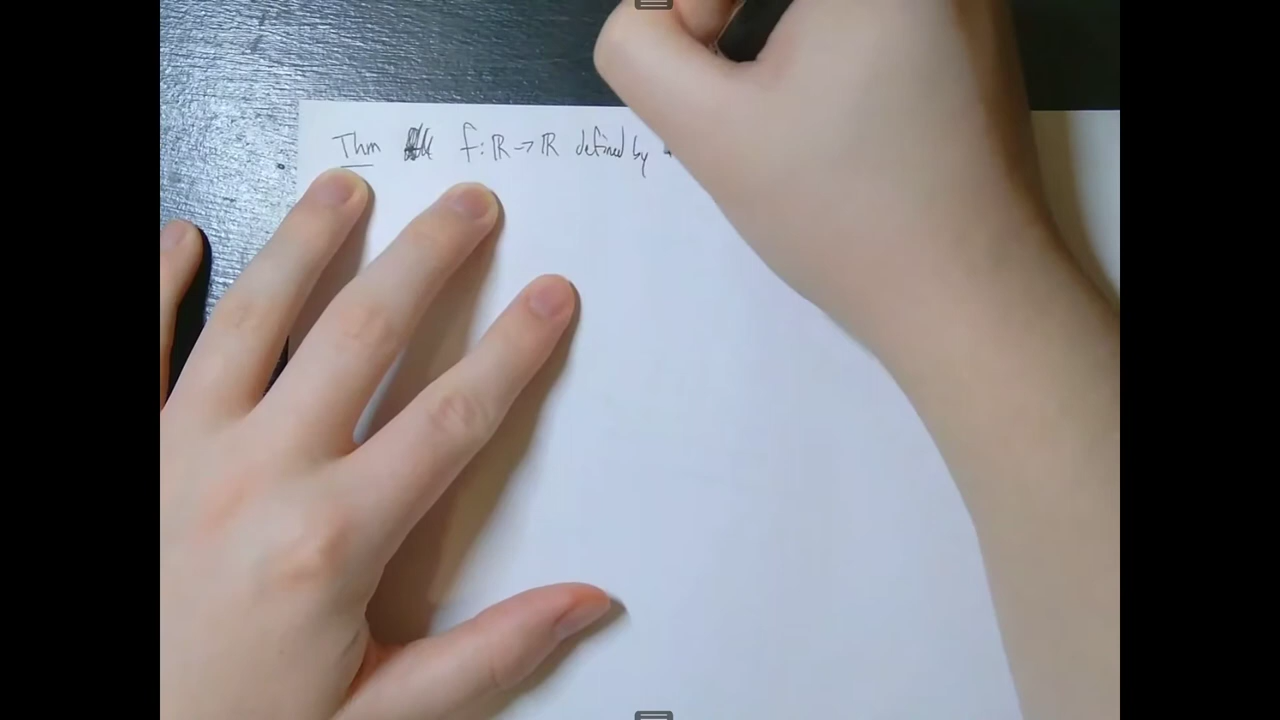 Thm f: ℝ → ℝ defined by